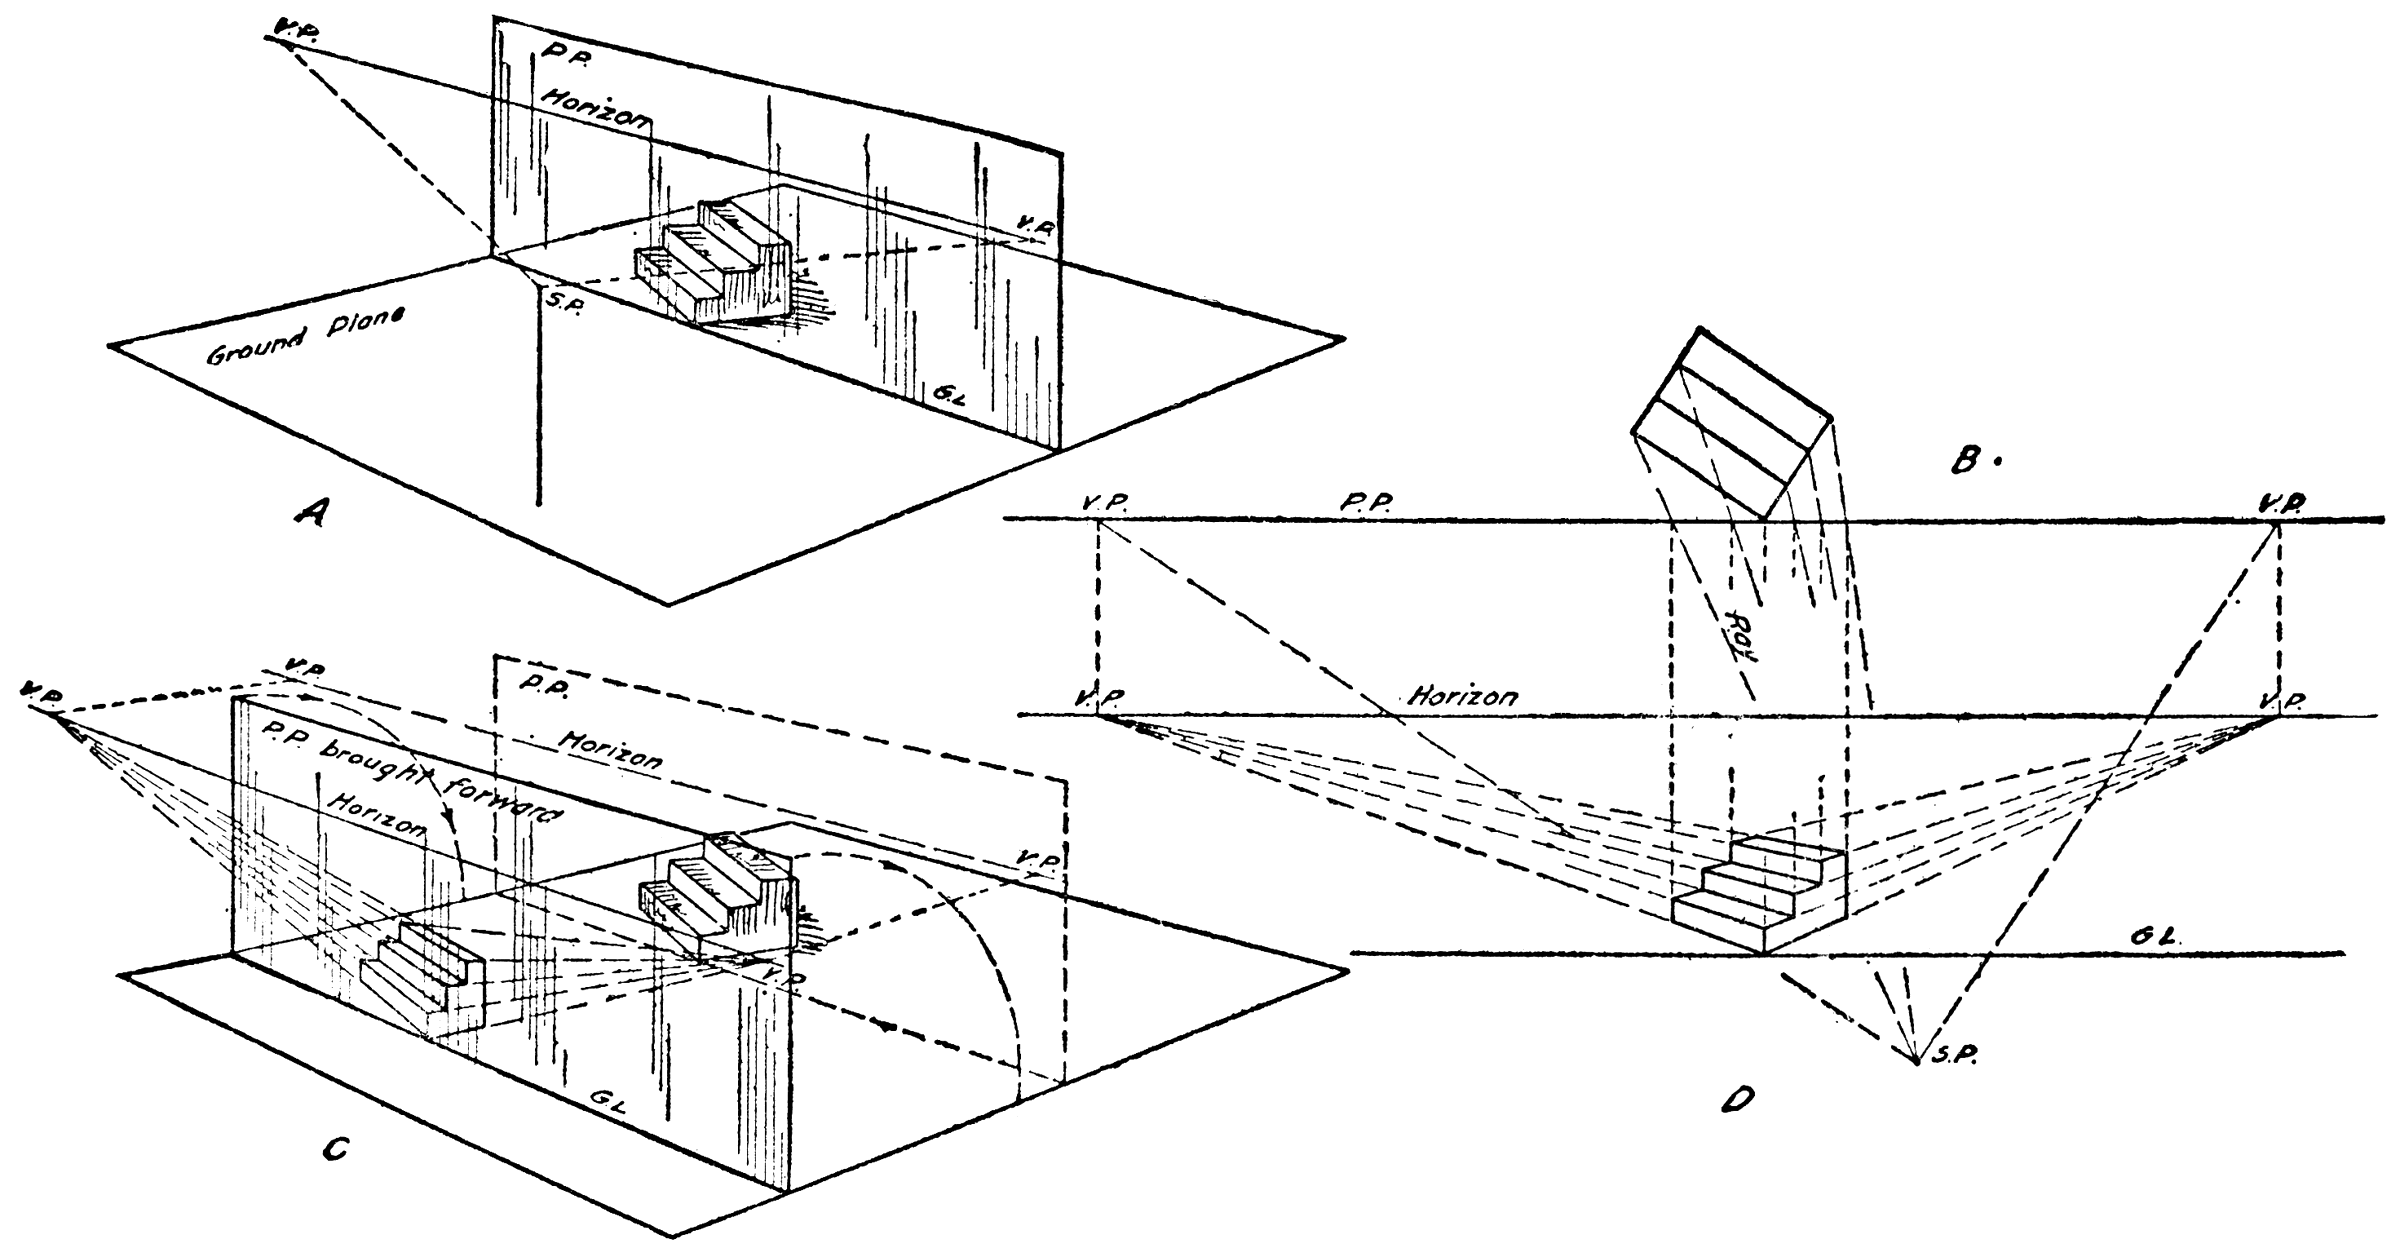 V.P.
P.P.
Horizon
V.P.
S.P.
Ground Plane
G.L
A
B.
V.P.
P.P.
V.P.
Ray
V.P.
Horizon
V.P.
G.L.
S.P.
D
V.P.
V.P.
P.P.
P.P. brought forward
Horizon
Horizon
V.P.
V.P.
G.L
C